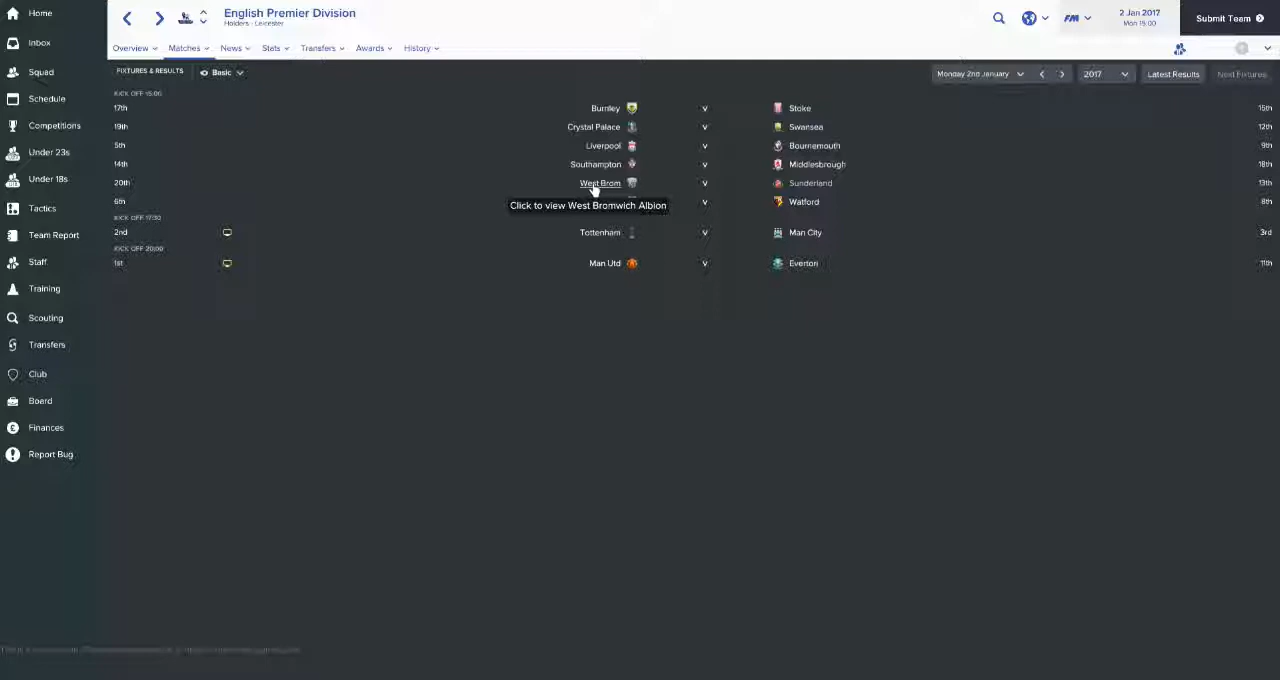 Home
Inbox
Squad
Schedule
Competitions
Under 23s
Under 18s
Tactics
Team Report
Staff
Training
Scouting
Transfers
Club
Board
Finances
Report Bug
English Premier Division
Holders - Leicester
FM
2 Jan 2017
Mon 15:00
Submit Team
Overview Matches News Stats Transfers Awards History
FIXTURES & RESULTS Basic Monday 2nd January 2017 Latest Results Next Fixtures
KICK OFF 15:00
17th Burnley v Stoke 15th
19th Crystal Palace v Swansea 12th
5th Liverpool v Bournemouth 9th
14th Southampton v Middlesbrough 18th
20th West Brom v Sunderland 13th
6th v Watford 8th
Click to view West Bromwich Albion
KICK OFF 17:30
2nd Tottenham v Man City 3rd
KICK OFF 20:00
1st Man Utd v Everton 11th